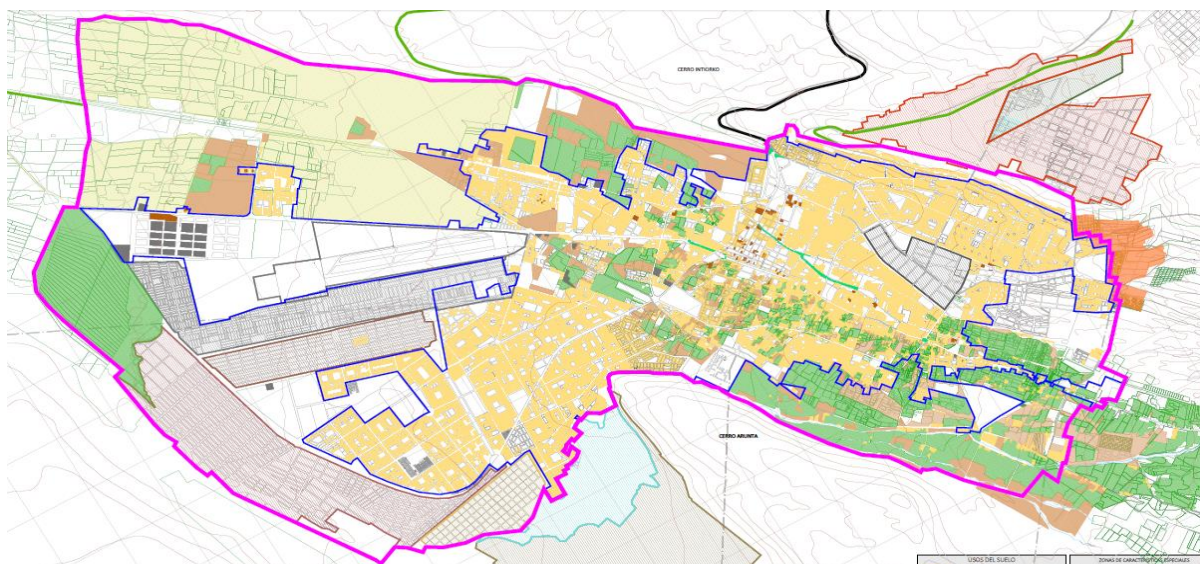 CERRO INTIORKO
CERRO ARUNTA
USOS DEL SUELO
ZONAS DE CARACTERÍSTICAS ESPECIALES